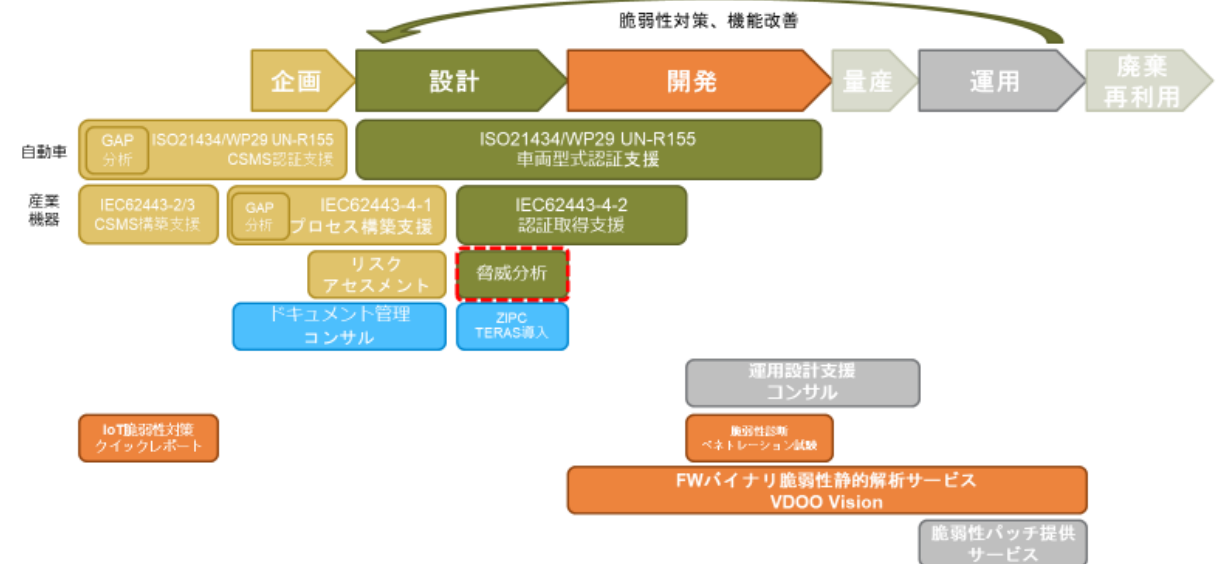 脆弱性対策、機能改善
企画
設計
開発
量産
運用
廃棄
再利用
自動車
GAP
分析
ISO21434/WP29 UN-R155
CSMS認証支援
ISO21434/WP29 UN-R155
車両型式認証支援
産業
機器
IEC62443-2/3
CSMS構築支援
GAP
分析
IEC62443-4-1
プロセス構築支援
IEC62443-4-2
認証取得支援
リスク
アセスメント
脅威分析
ドキュメント管理
コンサル
ZIPC
TERAS導入
運用設計支援
コンサル
IoT脆弱性対策
クイックレポート
脆弱性診断
ペネトレーション試験
FWバイナリ脆弱性静的解析サービス
VDOO Vision
脆弱性パッチ提供
サービス